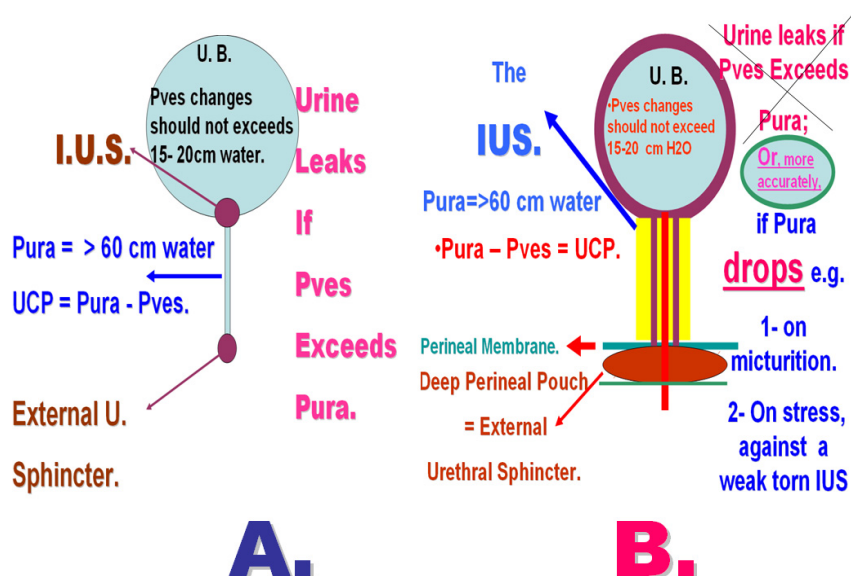 U. B.
Pves changes
should not exceeds
15- 20cm water.
I.U.S.
Pura = > 60 cm water
UCP = Pura - Pves.
External U.
Sphincter.
Urine
Leaks
If
Pves
Exceeds
Pura.
A.
The
IUS.
Pura=>60 cm water
•Pura – Pves = UCP.
U. B.
•Pves changes
should not exceed
15-20 cm H2O
Perineal Membrane.
Deep Perineal Pouch
= External
Urethral Sphincter.
Urine leaks if
Pves Exceeds
Pura;
Or, more
accurately,
if Pura
drops e.g.
1- on
micturition.
2- On stress,
against a
weak torn IUS
B.